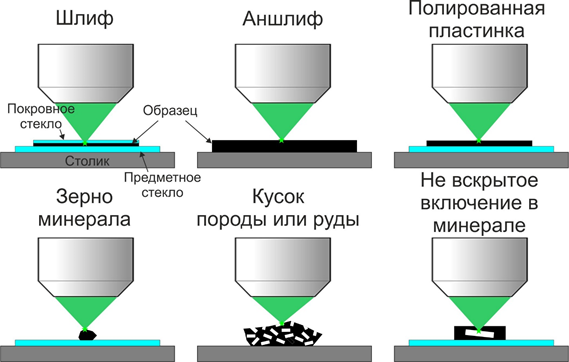 Шлиф
Аншлиф
Полированная
пластинка
Покровное
стекло
Образец
Столик
Предметное
стекло
Зерно
минерала
Кусок
породы или руды
Не вскрытое
включение в
минерале